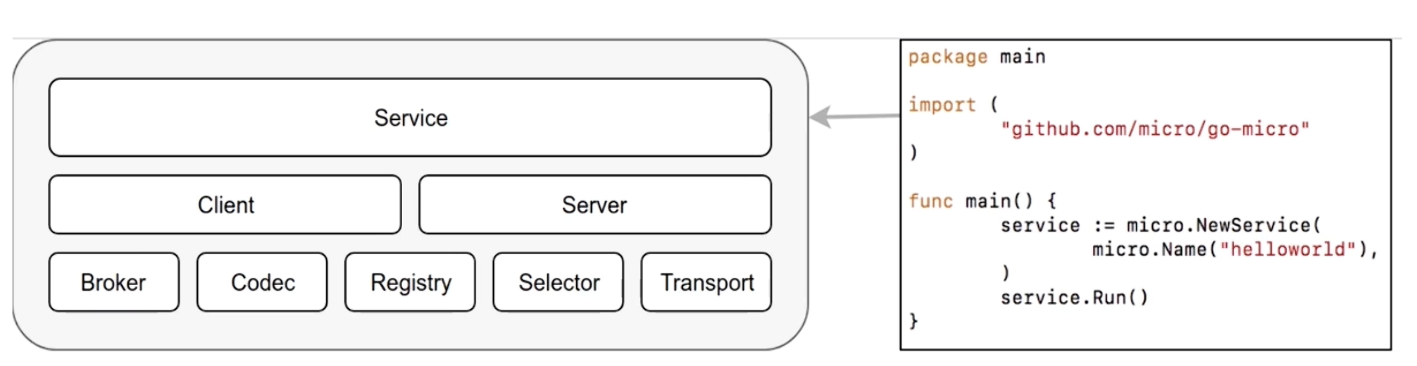 Service
Client
Server
Broker
Codec
Registry
Selector
Transport
package main
import (
"github.com/micro/go-micro"
)
func main() {
service := micro.NewService(
micro.Name("helloworld"),
)
service.Run()
}